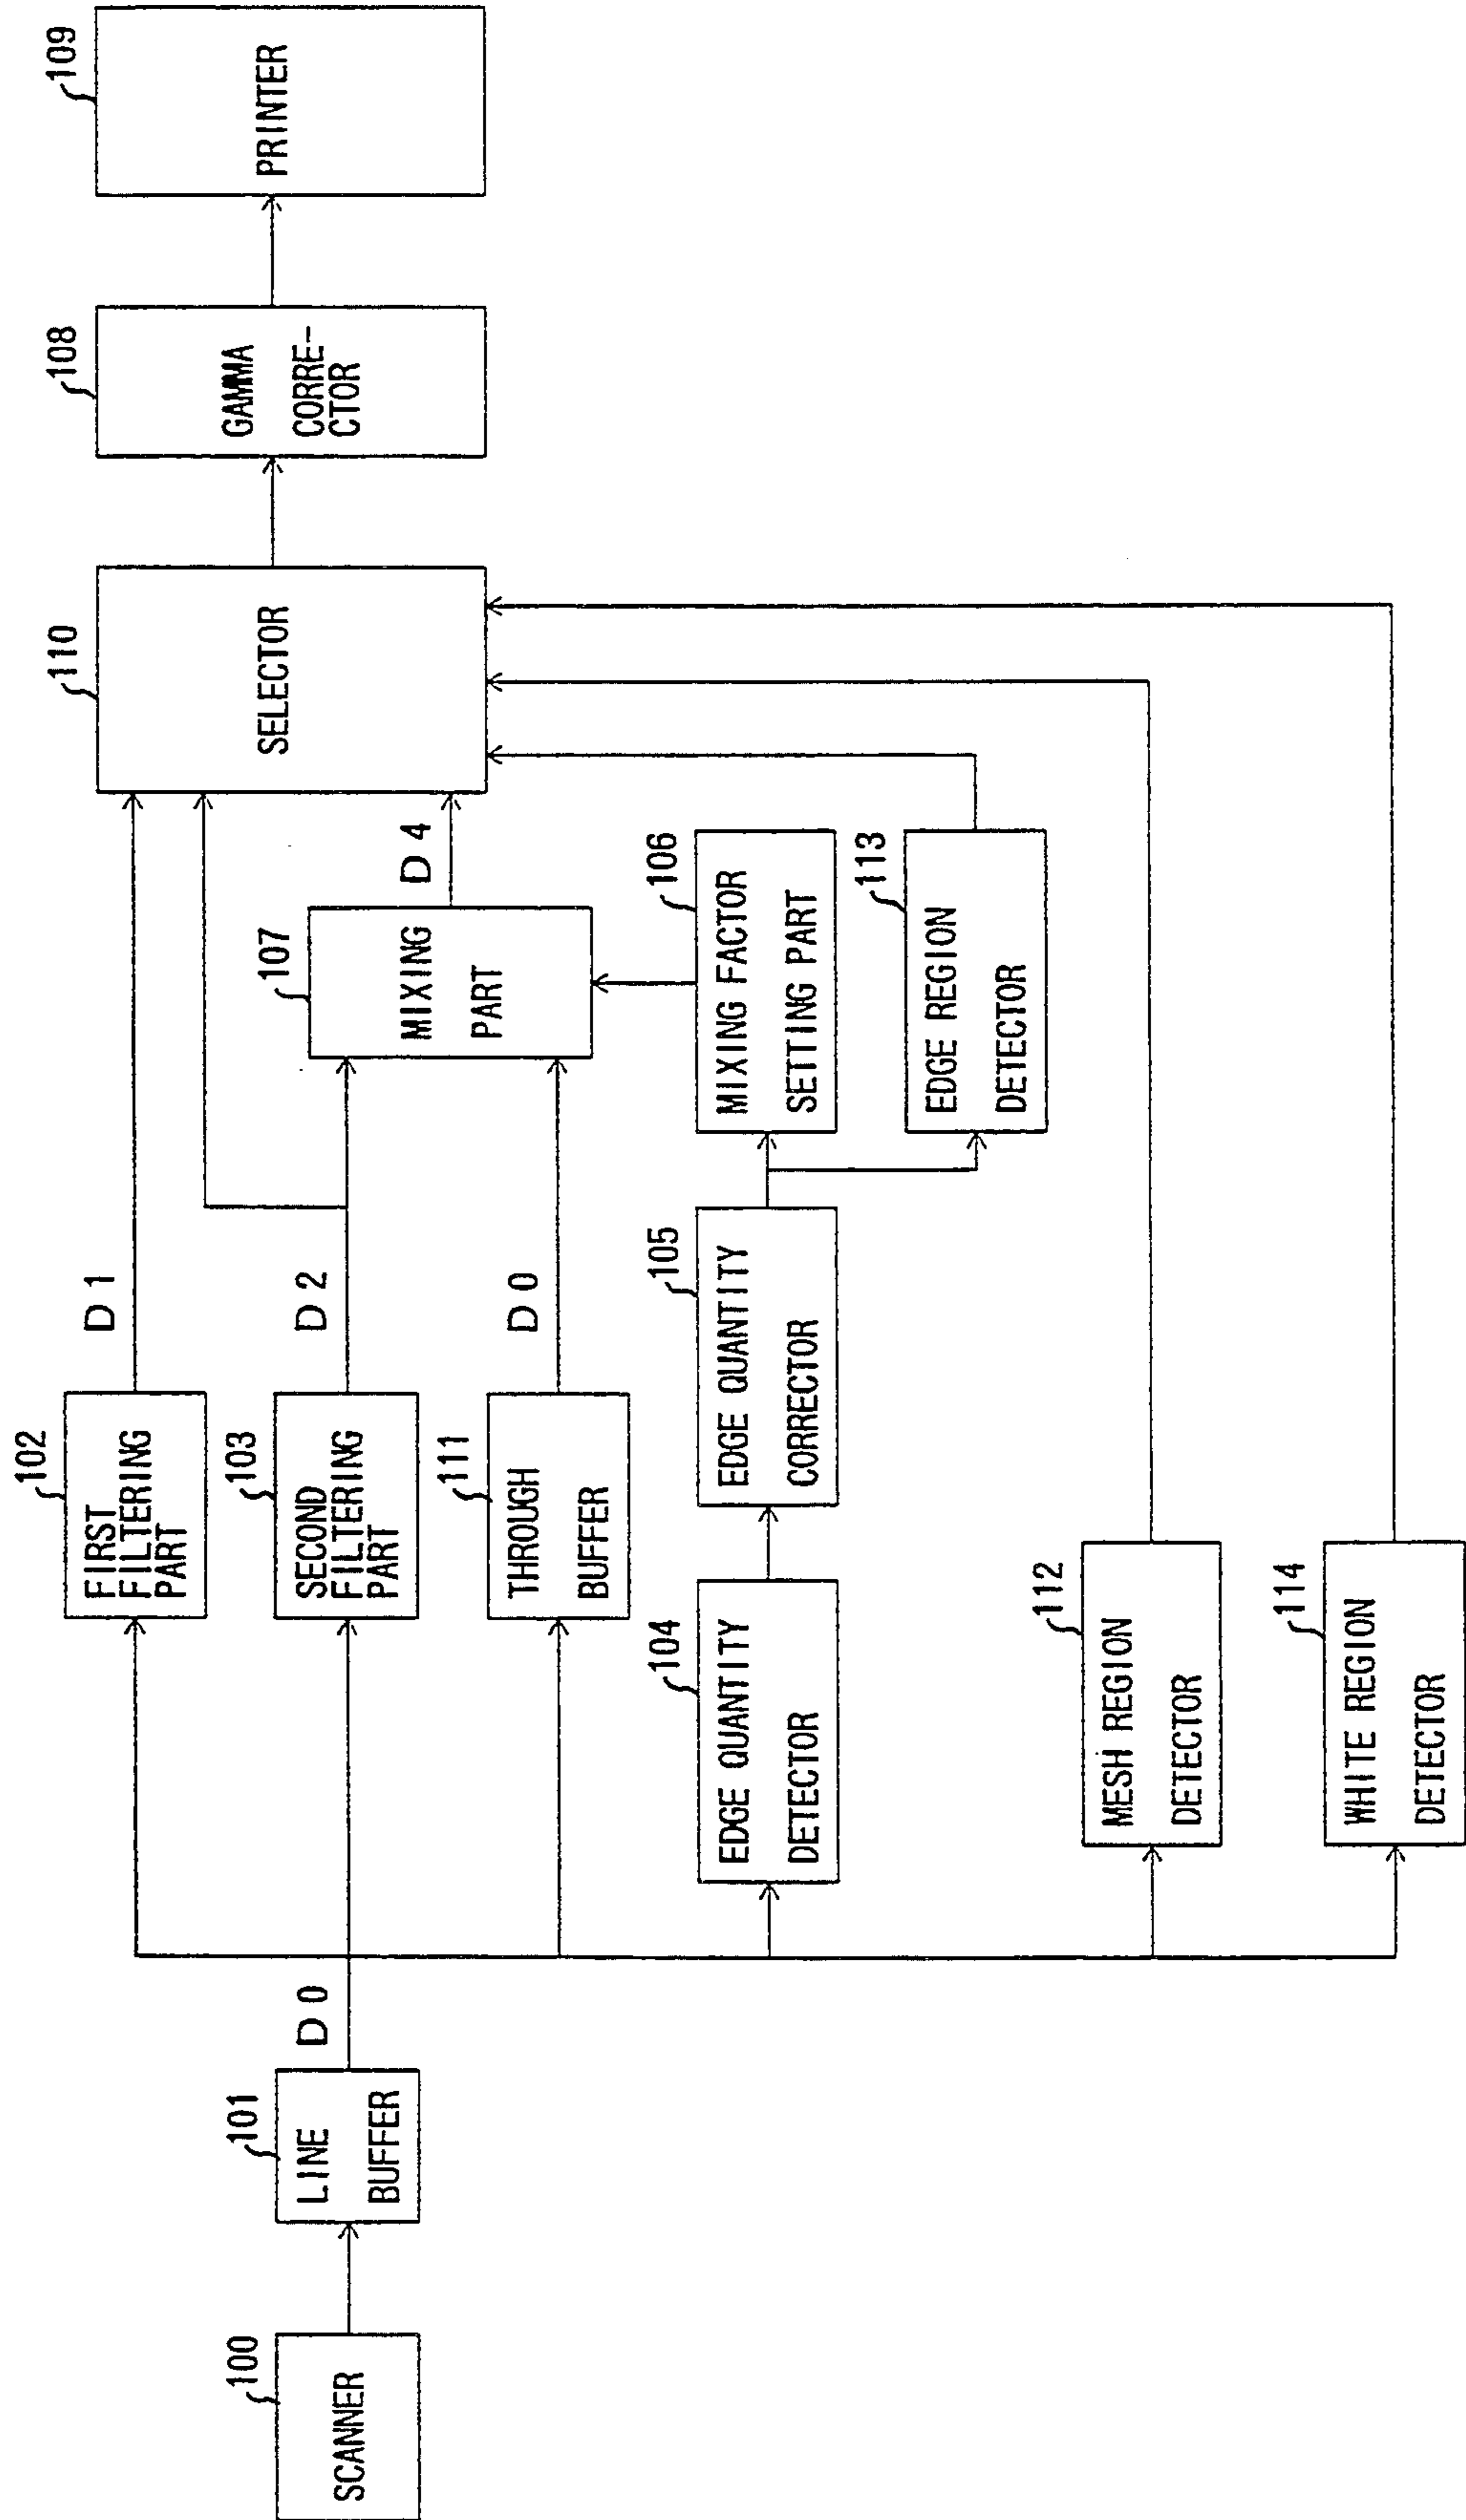 100
SCANNER
101
LINE
BUFFER
D0
102
FIRST
FILTERING
PART
D1
103
SECOND
FILTERING
PART
D2
111
THROUGH
BUFFER
D0
104
EDGE QUANTITY
DETECTOR
105
EDGE QUANTITY
CORRECTOR
106
MIXING FACTOR
SETTING PART
107
MIXING
PART
D4
113
EDGE REGION
DETECTOR
112
MESH REGION
DETECTOR
114
WHITE REGION
DETECTOR
110
SELECTOR
108
GAMMA
CORRE-
CTOR
109
PRINTER